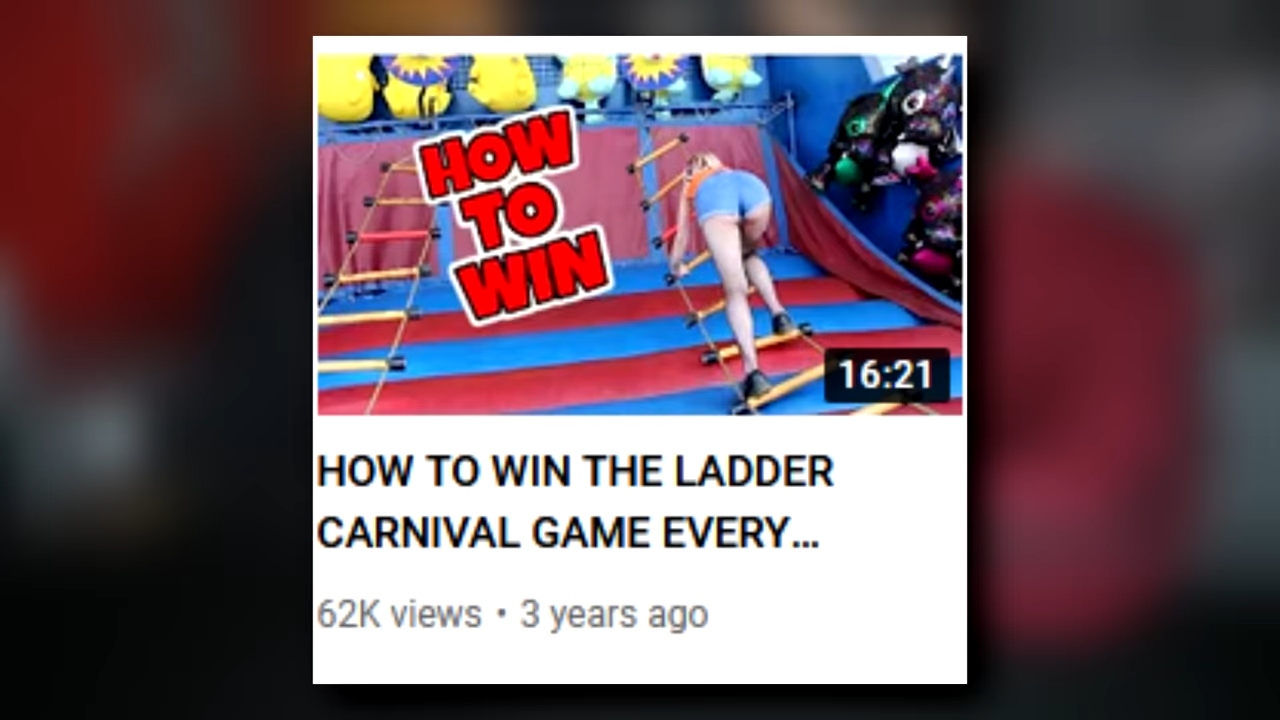 HOW
TO
WIN
16:21
HOW TO WIN THE LADDER
CARNIVAL GAME EVERY...
62K views • 3 years ago